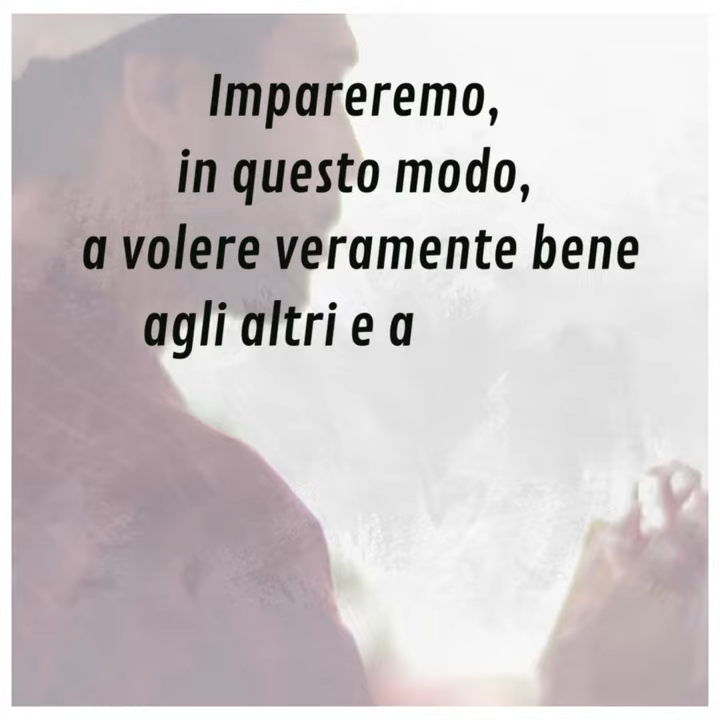 Impareremo,
in questo modo,
a volere veramente bene
agli altri e a